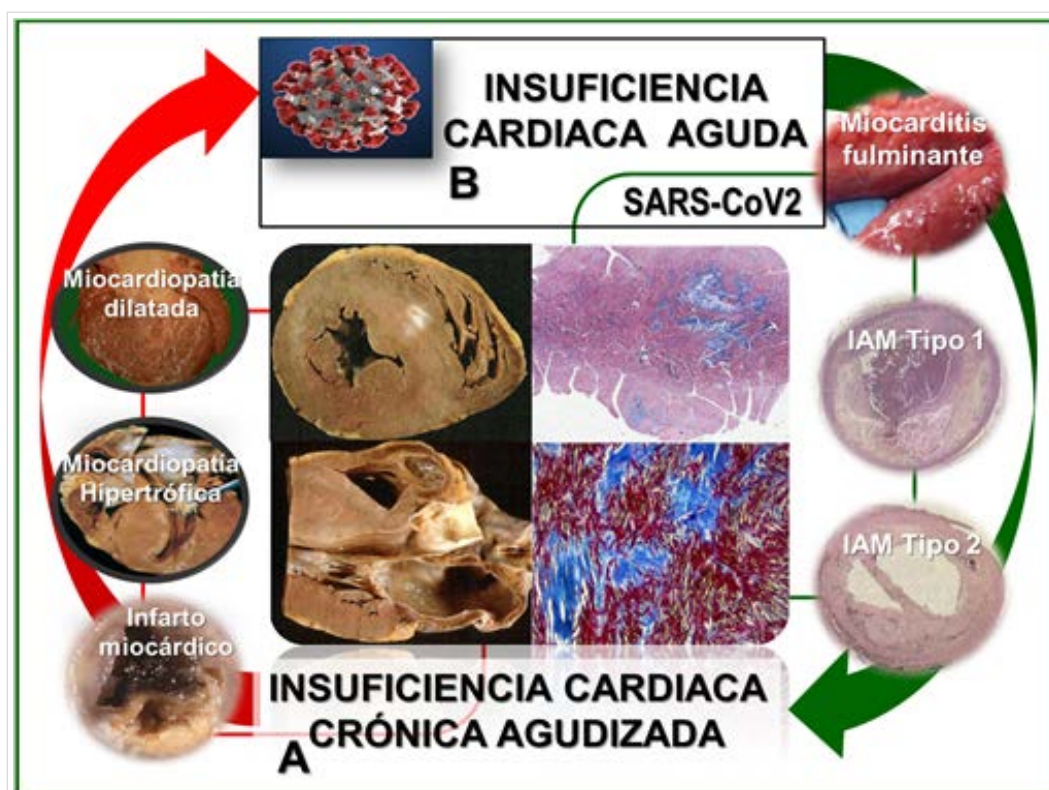 INSUFICIENCIA
CARDIACA AGUDA
B
SARS-CoV2
Miocarditis
fulminante
Miocardiopatía
dilatada
IAM Tipo 1
Miocardiopatía
Hipertrófica
IAM Tipo 2
Infarto
miocárdico
INSUFICIENCIA CARDIACA
CRÓNICA AGUDIZADA
A